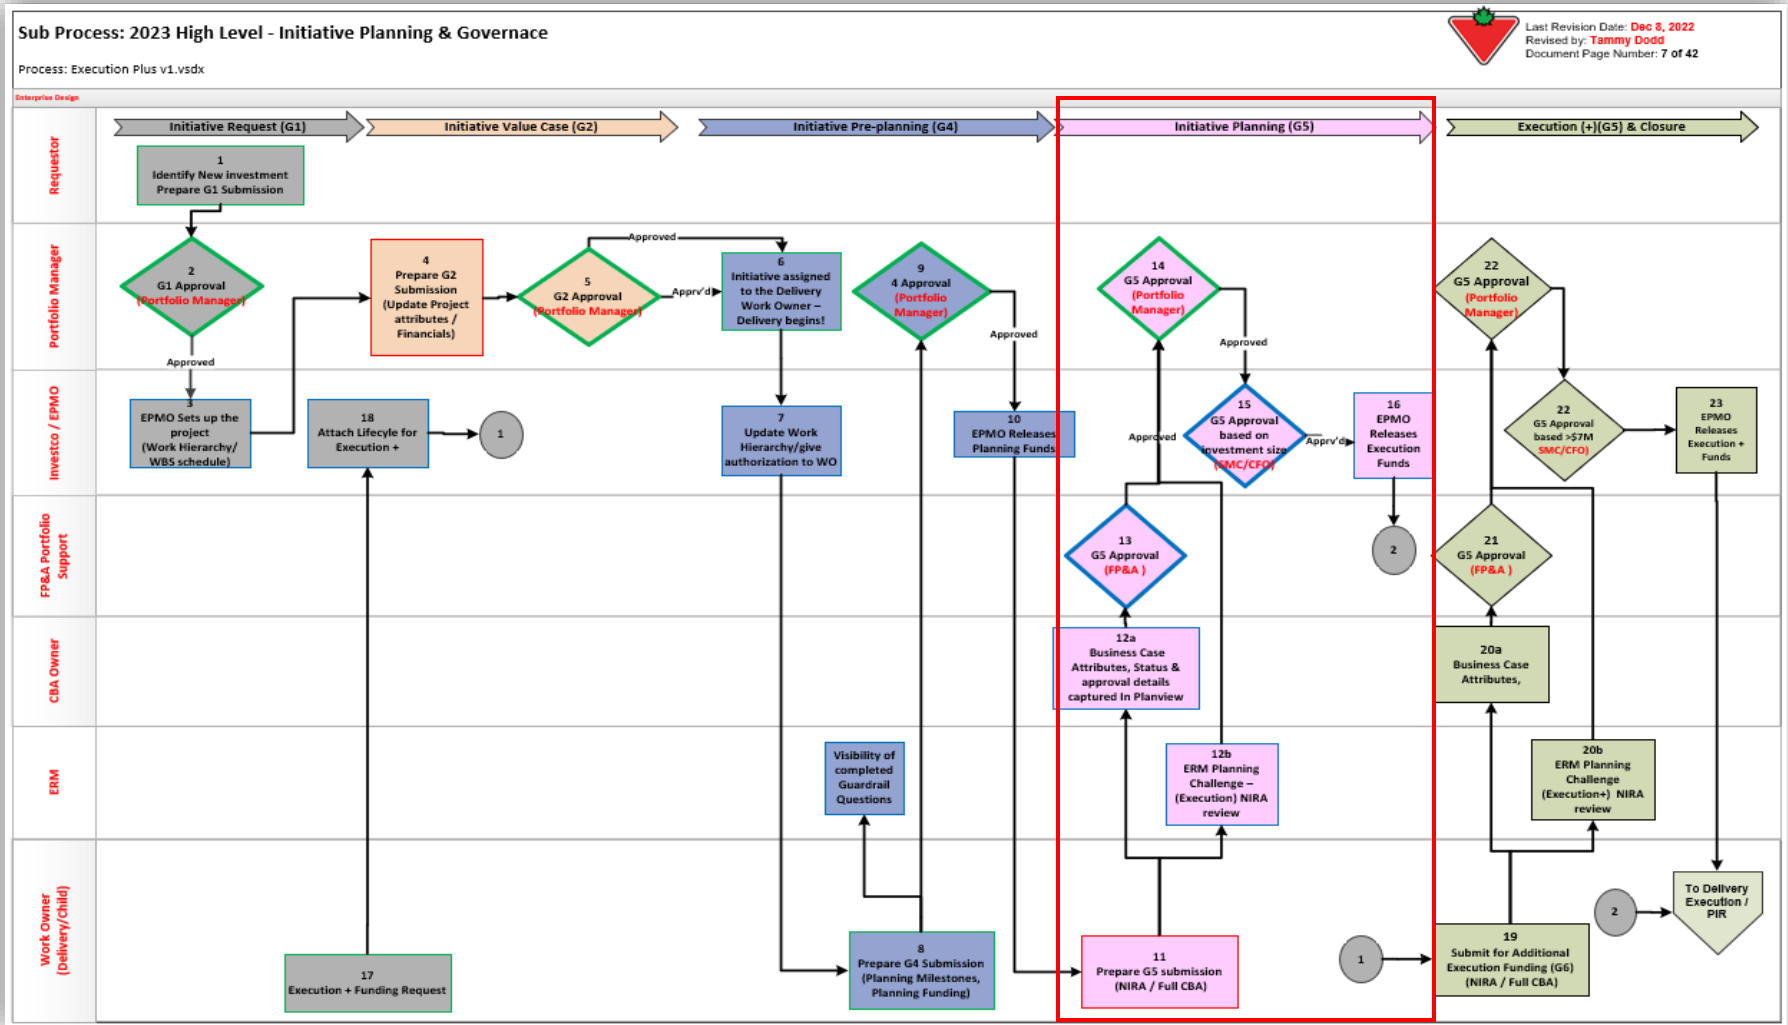 Sub Process: 2023 High Level - Initiative Planning & Governace
Process: Execution Plus v1.vsdx
Last Revision Date: Dec 8, 2022
Revised by: Tammy Dodd
Document Page Number: 7 of 42
Enterprise Design
Initiative Request (G1)
Initiative Value Case (G2)
Initiative Pre-planning (G4)
Initiative Planning (G5)
Execution (+)(G5) & Closure
Requestor
1
Identify New investment
Prepare G1 Submission
Portfolio Manager
2
G1 Approval
(Portfolio Manager)
Approved
4
Prepare G2
Submission
(Update Project
attributes /
Financials)
5
G2 Approval
(Portfolio Manager)
Approved
Apprv'd
6
Initiative assigned
to the Delivery
Work Owner –
Delivery begins!
9
4 Approval
(Portfolio
Manager)
Approved
14
G5 Approval
(Portfolio
Manager)
Approved
22
G5 Approval
(Portfolio
Manager)
Investco / EPMO
3
EPMO Sets up the
project
(Work Hierarchy/
WBS schedule)
18
Attach Lifecyle for
Execution +
1
7
Update Work
Hierarchy/give
authorization to WO
10
EPMO Releases
Planning Funds
Approved
15
G5 Approval
based on
investment size
(SMC/CFO)
Apprv'd
16
EPMO
Releases
Execution
Funds
22
G5 Approval
based >$7M
SMC/CFO)
23
EPMO
Releases
Execution +
Funds
FP&A Portfolio
Support
13
G5 Approval
(FP&A )
2
21
G5 Approval
(FP&A )
CBA Owner
12a
Business Case
Attributes, Status &
approval details
captured In Planview
20a
Business Case
Attributes,
ERM
Visibility of
completed
Guardrail
Questions
12b
ERM Planning
Challenge –
(Execution) NIRA
review
20b
ERM Planning
Challenge
(Execution+) NIRA
review
Work Owner
(Delivery/Child)
17
Execution + Funding Request
8
Prepare G4 Submission
(Planning Milestones,
Planning Funding)
11
Prepare G5 submission
(NIRA / Full CBA)
1
19
Submit for Additional
Execution Funding (G6)
(NIRA / Full CBA)
2
To Delivery
Execution /
PIR